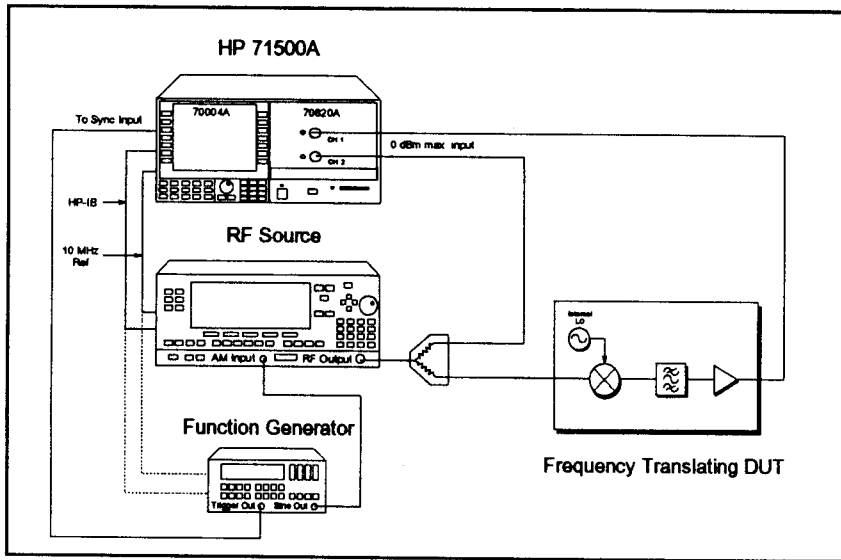 HP 71500A
70004A
70820A
To Sync Input
CH 1
0 dBm max input
CH 2
HP-IB
RF Source
10 MHz
Ref
Internal
LO
AM Input
RF Output
Function Generator
Frequency Translating DUT
Trigger Out
Sine Out